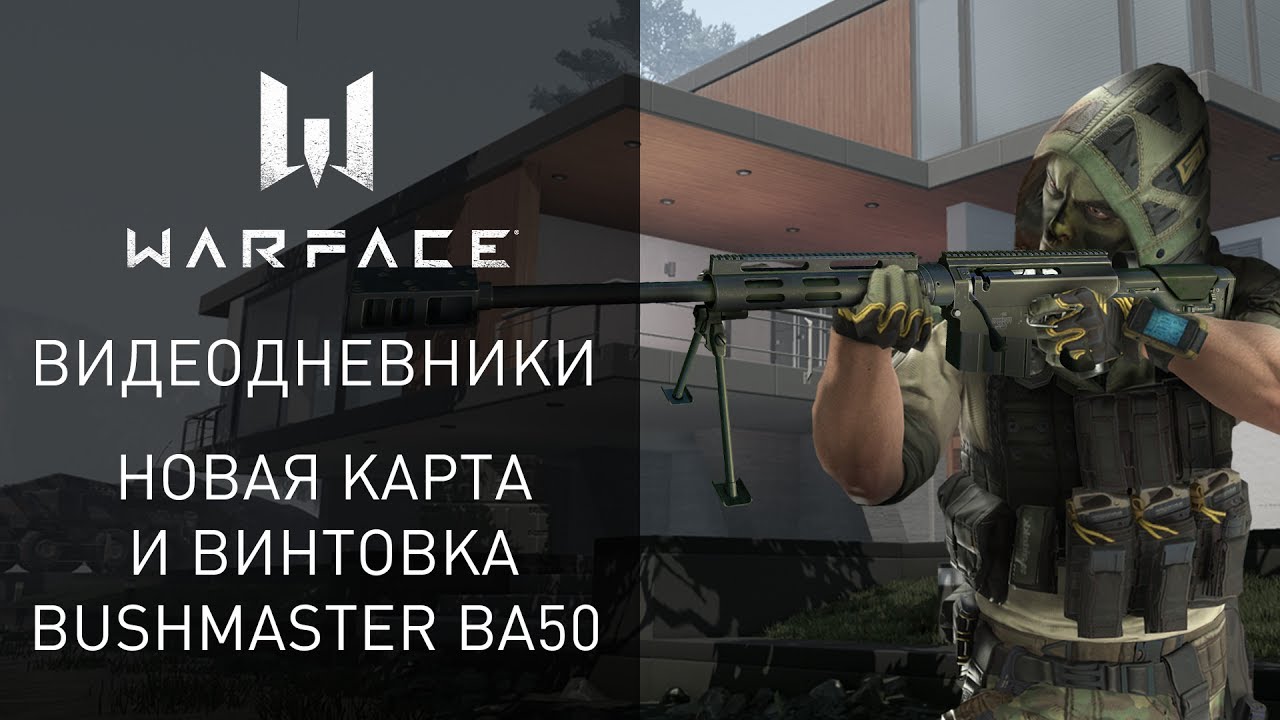 WARFACE
ВИДЕОДНЕВНИКИ
НОВАЯ КАРТА
И ВИНТОВКА
BUSHMASTER BA50